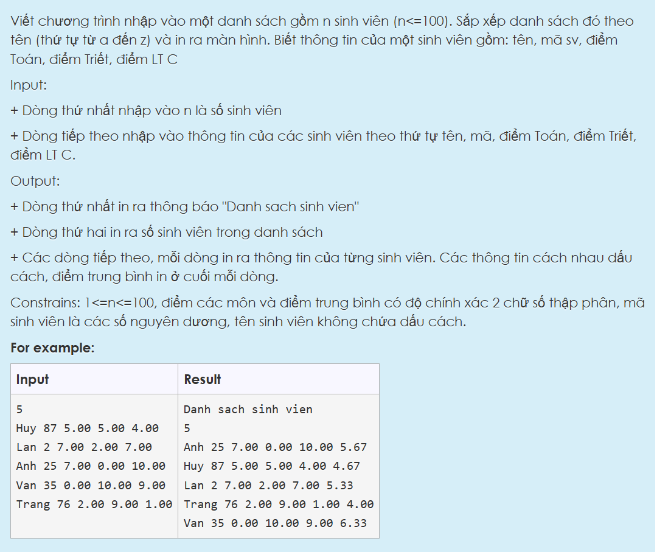 Viết chương trình nhập vào một danh sách gồm n sinh viên (n<=100). Sắp xếp danh sách đó theo
tên (thứ tự từ a đến z) và in ra màn hình. Biết thông tin của một sinh viên gồm: tên, mã sv, điểm
Toán, điểm Triết, điểm LT C
Input:
+ Dòng thứ nhất nhập vào n là số sinh viên
+ Dòng tiếp theo nhập vào thông tin của các sinh viên theo thứ tự tên, mã, điểm Toán, điểm Triết,
điểm LT C.
Output:
+ Dòng thứ nhất in ra thông báo "Danh sach sinh vien"
+ Dòng thứ hai in ra số sinh viên trong danh sách
+ Các dòng tiếp theo, mỗi dòng in ra thông tin của từng sinh viên. Các thông tin cách nhau dấu
cách, điểm trung bình in ở cuối mỗi dòng.
Constrains: 1<=n<=100, điểm các môn và điểm trung bình có độ chính xác 2 chữ số thập phân, mã
sinh viên là các số nguyên dương, tên sinh viên không chứa dấu cách.
For example:
Input Result
5 Danh sach sinh vien
Huy 87 5.00 5.00 4.00 5
Lan 2 7.00 2.00 7.00 Anh 25 7.00 0.00 10.00 5.67
Anh 25 7.00 0.00 10.00 Huy 87 5.00 5.00 4.00 4.67
Van 35 0.00 10.00 9.00 Lan 2 7.00 2.00 7.00 5.33
Trang 76 2.00 9.00 1.00 Trang 76 2.00 9.00 1.00 4.00
Van 35 0.00 10.00 9.00 6.33